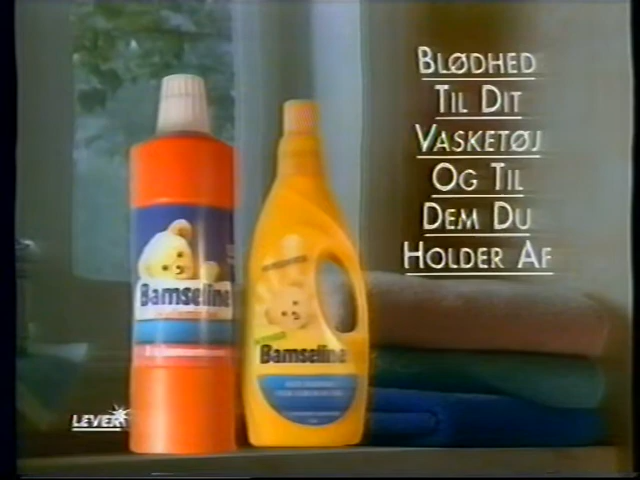 BLØDHED
TIL DIT
VASKETØJ
OG TIL
DEM DU
HOLDER AF
Bamseline
Bamseline
LEVER